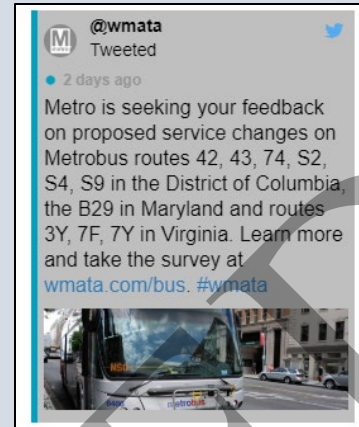 @wmata
Tweeted
2 days ago
Metro is seeking your feedback
on proposed service changes on
Metrobus routes 42, 43, 74, S2,
S4, S9 in the District of Columbia,
the B29 in Maryland and routes
3Y, 7F, 7Y in Virginia. Learn more
and take the survey at
wmata.com/bus. #wmata
metrobus